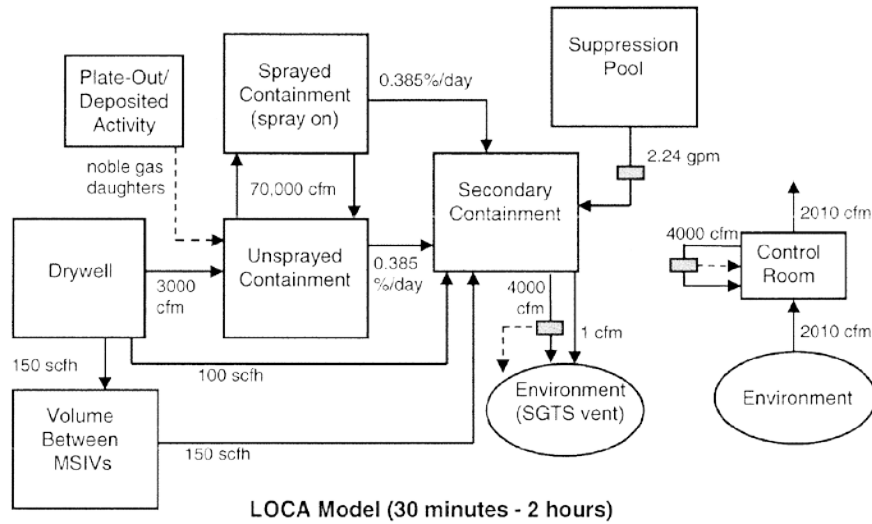 Plate-Out/
Deposited
Activity
Sprayed
Containment
(spray on)
0.385%/day
Suppression
Pool
2.24 gpm
noble gas
daughters
70,000 cfm
Secondary
Containment
2010 cfm
4000 cfm
Control
Room
Drywell
3000
cfm
Unsprayed
Containment
0.385
%/day
4000
cfm
1 cfm
2010 cfm
150 scfh
100 scfh
Environment
(SGTS vent)
Environment
Volume
Between
MSIVs
150 scfh
LOCA Model (30 minutes - 2 hours)